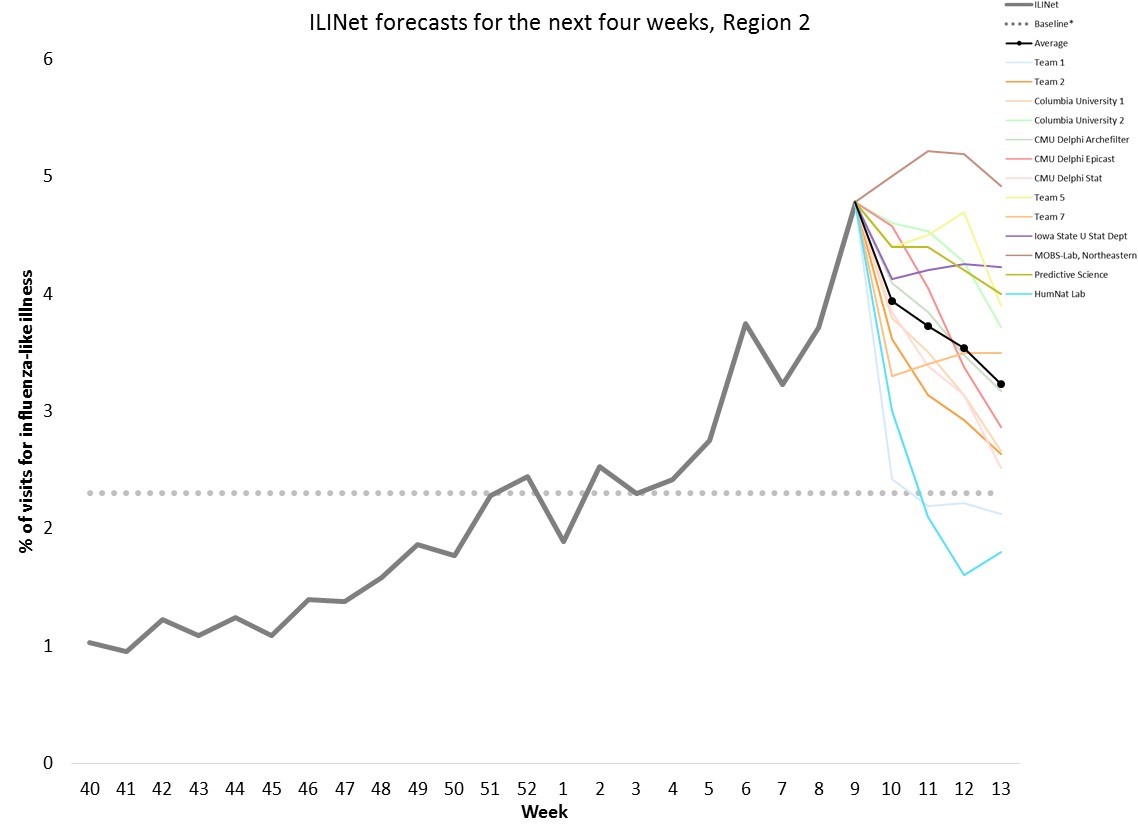 ILINet forecasts for the next four weeks, Region 2
ILINet
Baseline*
Average
Team 1
Team 2
Columbia University 1
Columbia University 2
CMU Delphi Archefilter
CMU Delphi Epicast
CMU Delphi Stat
Team 5
Team 7
Iowa State U Stat Dept
MOBS-Lab, Northeastern
Predictive Science
HumNat Lab
% of visits for influenza-like illness
6
5
4
3
2
1
0
40 41 42 43 44 45 46 47 48 49 50 51 52 1 2 3 4 5 6 7 8 9 10 11 12 13
Week